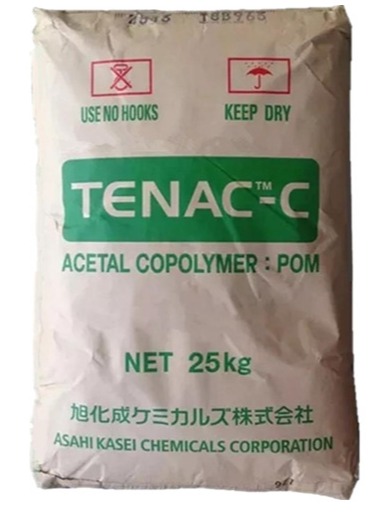 USE NO HOOKS
KEEP DRY
TENAC™-C
ACETAL COPOLYMER : POM
NET 25kg
旭化成ケミカルズ株式会社
ASAHI KASEI CHEMICALS CORPORATION